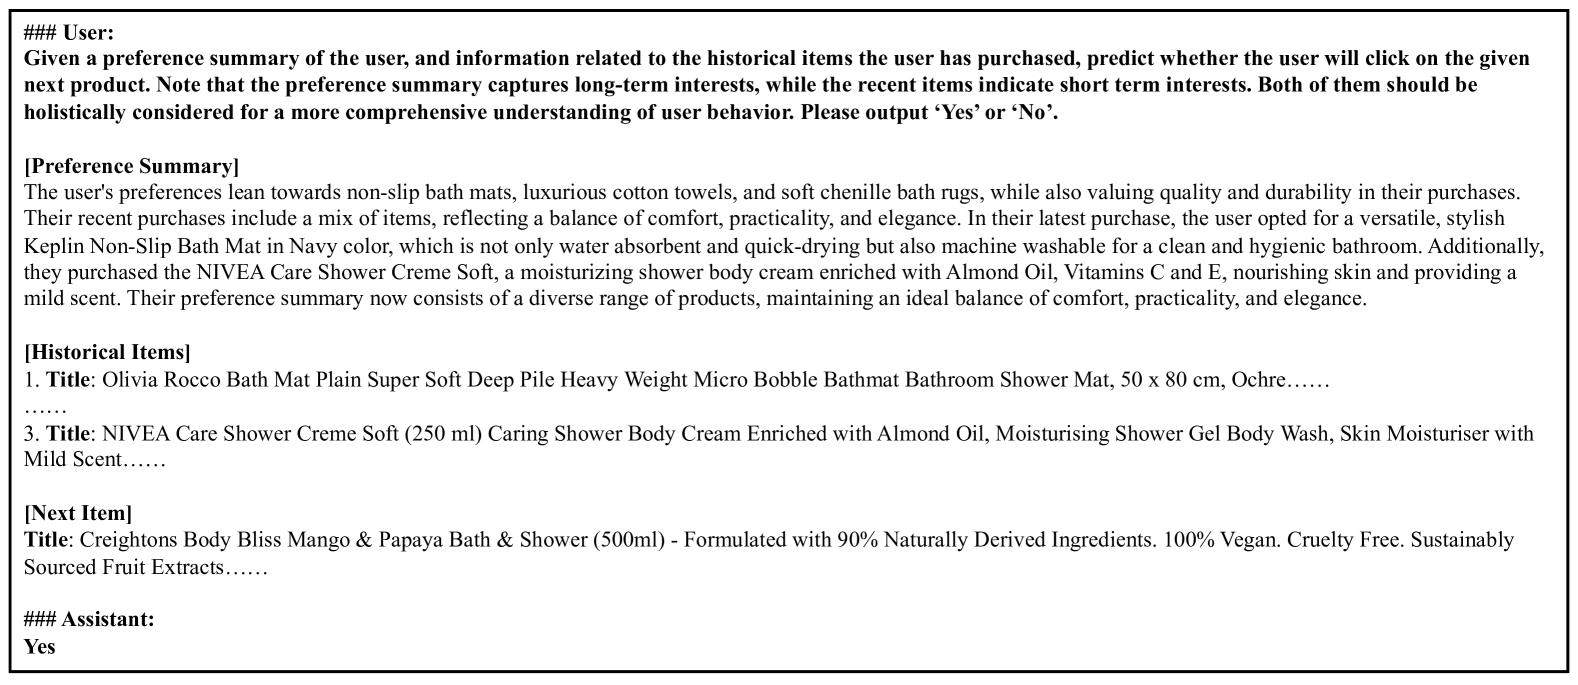 ### User:
Given a preference summary of the user, and information related to the historical items the user has purchased, predict whether the user will click on the given
next product. Note that the preference summary captures long-term interests, while the recent items indicate short term interests. Both of them should be
holistically considered for a more comprehensive understanding of user behavior. Please output ‘Yes’ or ‘No’.
[Preference Summary]
The user's preferences lean towards non-slip bath mats, luxurious cotton towels, and soft chenille bath rugs, while also valuing quality and durability in their purchases.
Their recent purchases include a mix of items, reflecting a balance of comfort, practicality, and elegance. In their latest purchase, the user opted for a versatile, stylish
Keplin Non-Slip Bath Mat in Navy color, which is not only water absorbent and quick-drying but also machine washable for a clean and hygienic bathroom. Additionally,
they purchased the NIVEA Care Shower Creme Soft, a moisturizing shower body cream enriched with Almond Oil, Vitamins C and E, nourishing skin and providing a
mild scent. Their preference summary now consists of a diverse range of products, maintaining an ideal balance of comfort, practicality, and elegance.
[Historical Items]
1. Title: Olivia Rocco Bath Mat Plain Super Soft Deep Pile Heavy Weight Micro Bobble Bathmat Bathroom Shower Mat, 50 x 80 cm, Ochre……
……
3. Title: NIVEA Care Shower Creme Soft (250 ml) Caring Shower Body Cream Enriched with Almond Oil, Moisturising Shower Gel Body Wash, Skin Moisturiser with
Mild Scent……
[Next Item]
Title: Creightons Body Bliss Mango & Papaya Bath & Shower (500ml) - Formulated with 90% Naturally Derived Ingredients. 100% Vegan. Cruelty Free. Sustainably
Sourced Fruit Extracts……
### Assistant:
Yes